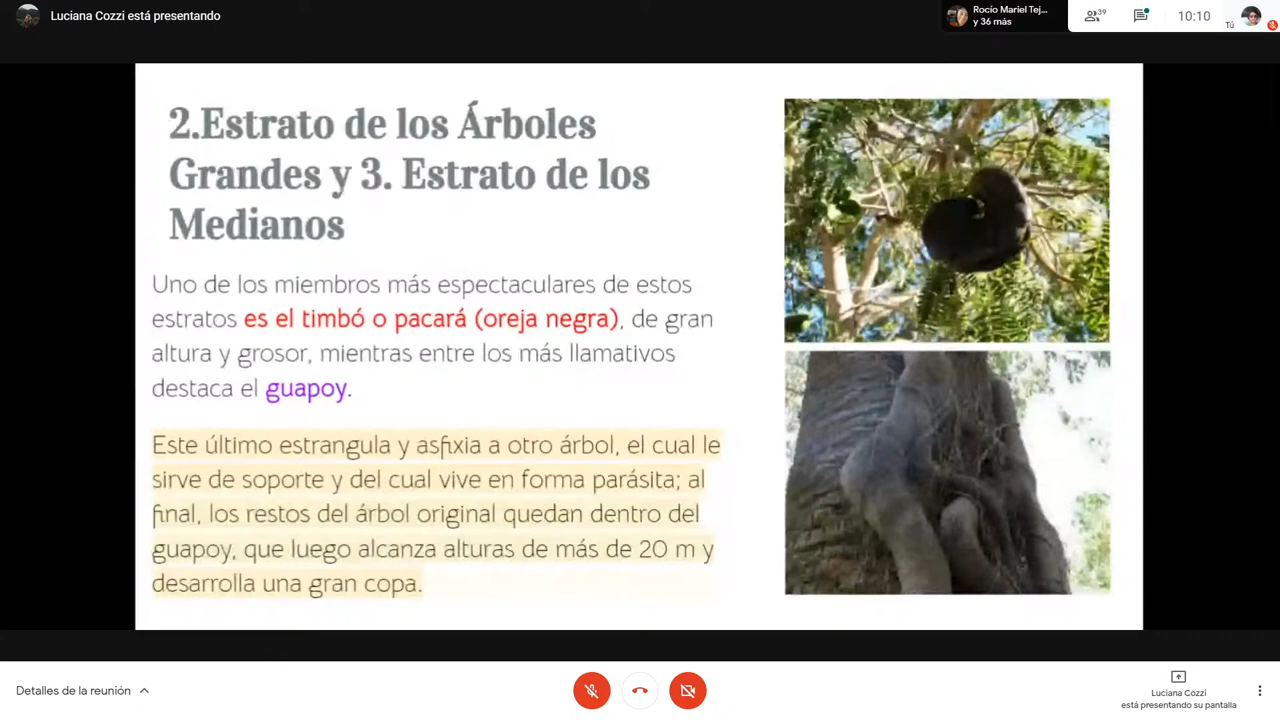 Luciana Cozzi está presentando
Rocío Mariel Tej...
y 36 más
39
10:10
Tú
2.Estrato de los Árboles
Grandes y 3. Estrato de los
Medianos
Uno de los miembros más espectaculares de estos
estratos es el timbó o pacará (oreja negra), de gran
altura y grosor, mientras entre los más llamativos
destaca el guapoy.
Este último estrangula y asfixia a otro árbol, el cual le
sirve de soporte y del cual vive en forma parásita; al
final, los restos del árbol original quedan dentro del
guapoy, que luego alcanza alturas de más de 20 m y
desarrolla una gran copa.
Detalles de la reunión
Luciana Cozzi
está presentando su pantalla